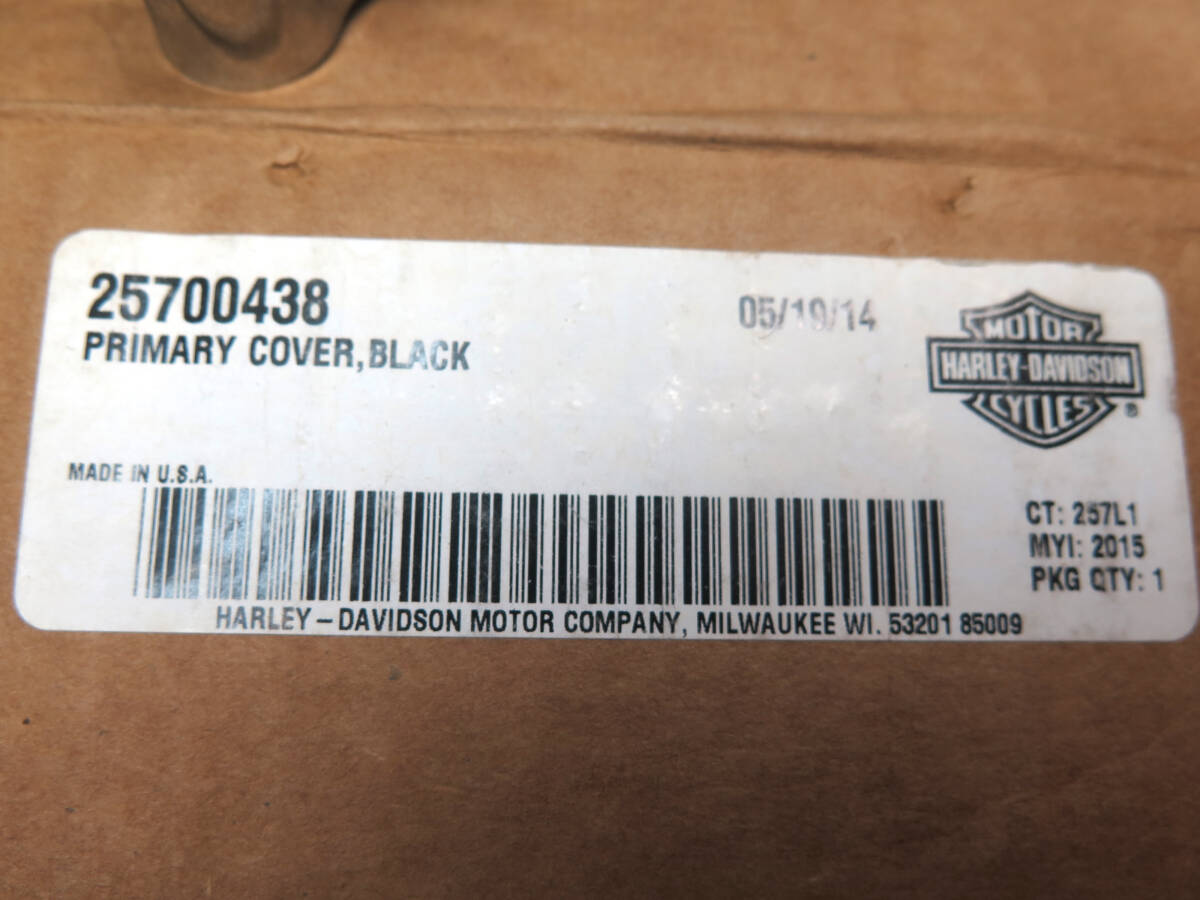 25700438
PRIMARY COVER,BLACK
05/19/14
MOTOR
HARLEY-DAVIDSON
CYCLES
®
MADE IN U.S.A.
CT: 257L1
MYI: 2015
PKG QTY: 1
HARLEY-DAVIDSON MOTOR COMPANY, MILWAUKEE WI. 53201 85009